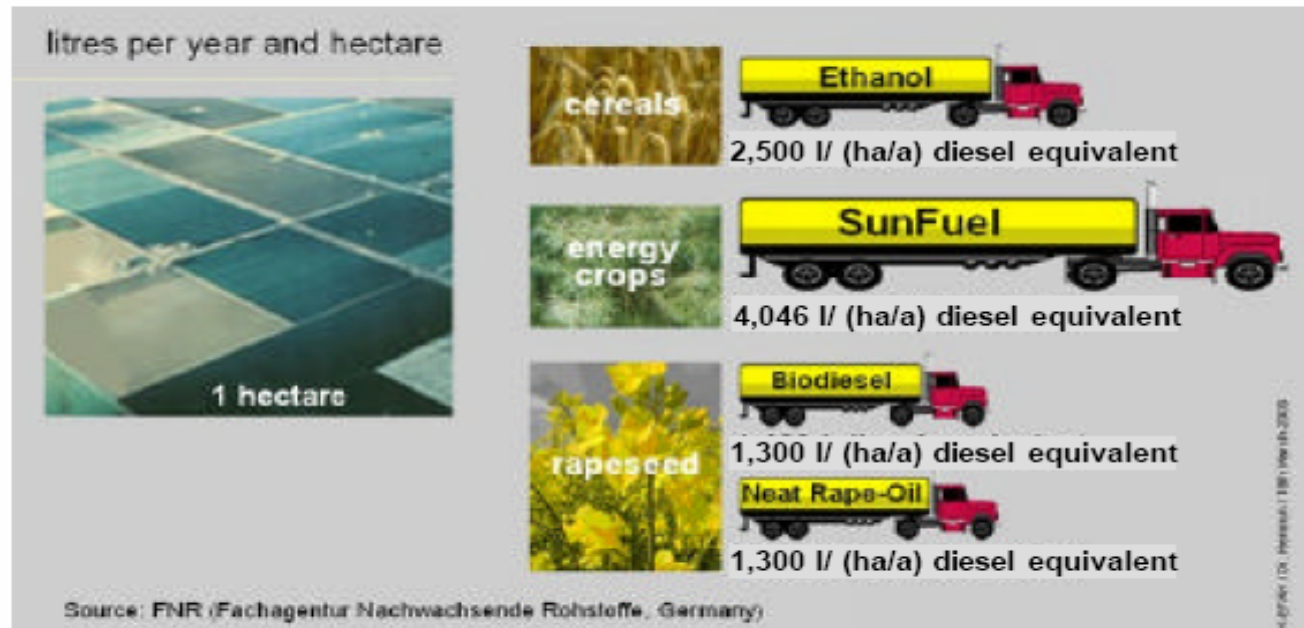 litres per year and hectare
1 hectare
cereals
Ethanol
2,500 l/ (ha/a) diesel equivalent
energy
crops
SunFuel
4,046 l/ (ha/a) diesel equivalent
rapeseed
Biodiesel
1,300 l/ (ha/a) diesel equivalent
Neat Rape-Oil
1,300 l/ (ha/a) diesel equivalent
Source: FNR (Fachagentur Nachwachsende Rohstoffe, Germany)